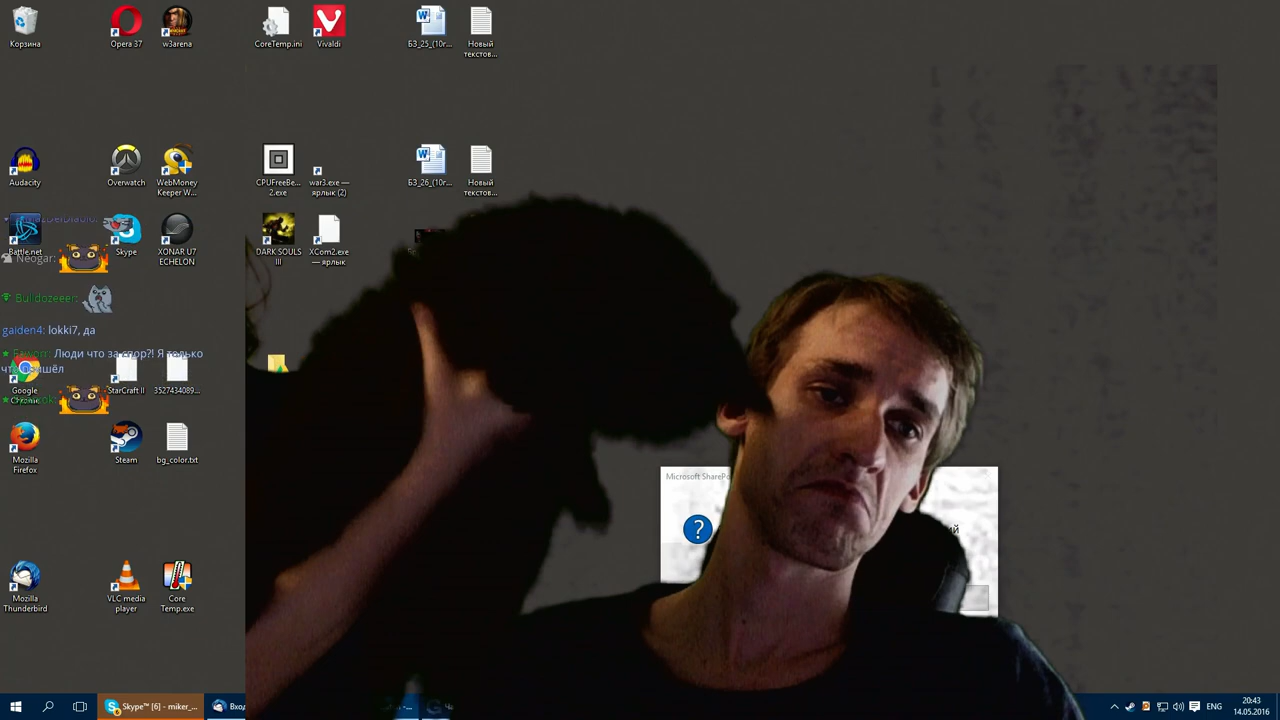 Корзина
Opera 37
w3arena
CoreTemp.ini
Vivaldi
БЗ_25_(10г...
Новый
текстов...
Audacity
Overwatch
WebMoney
Keeper W...
CPUFreeBe...
2.exe
war3.exe —
ярлык (2)
БЗ_26_(10г...
Новый
текстов...
Battle.net
Skype
XONAR U7
ECHELON
DARK SOULS
III
XCom2.exe
— ярлык
Neogar:
Bulldozeeer:
gaiden4: lokki7, да
Люди что за спор?! Я только
что пришёл
Google
Chrome
StarCraft II
3527434089...
Mozilla
Firefox
Steam
bg_color.txt
Microsoft SharePo
?
ий
Mozilla
Thunderbird
VLC media
player
Core
Temp.exe
Skype™ [6] - miker_...
Вход
ENG
20:43
14.05.2016